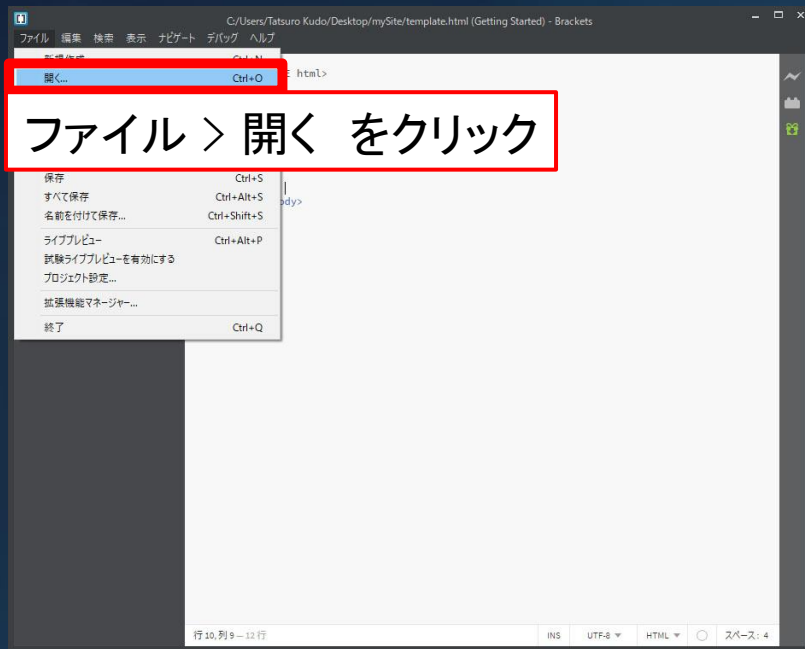 C:/Users/Tatsuro Kudo/Desktop/mySite/template.html (Getting Started) - Brackets
ファイル 編集 検索 表示 ナビゲート デバッグ ヘルプ
開く... Ctrl+O
html>
ファイル > 開く をクリック
保存 Ctrl+S
すべて保存 Ctrl+Alt+S
ody>
名前を付けて保存... Ctrl+Shift+S
ライブプレビュー Ctrl+Alt+P
試験ライブプレビューを有効にする
プロジェクト設定...
拡張機能マネージャー...
終了 Ctrl+Q
行 10, 列 9 — 12 行 INS UTF-8 HTML スペース: 4